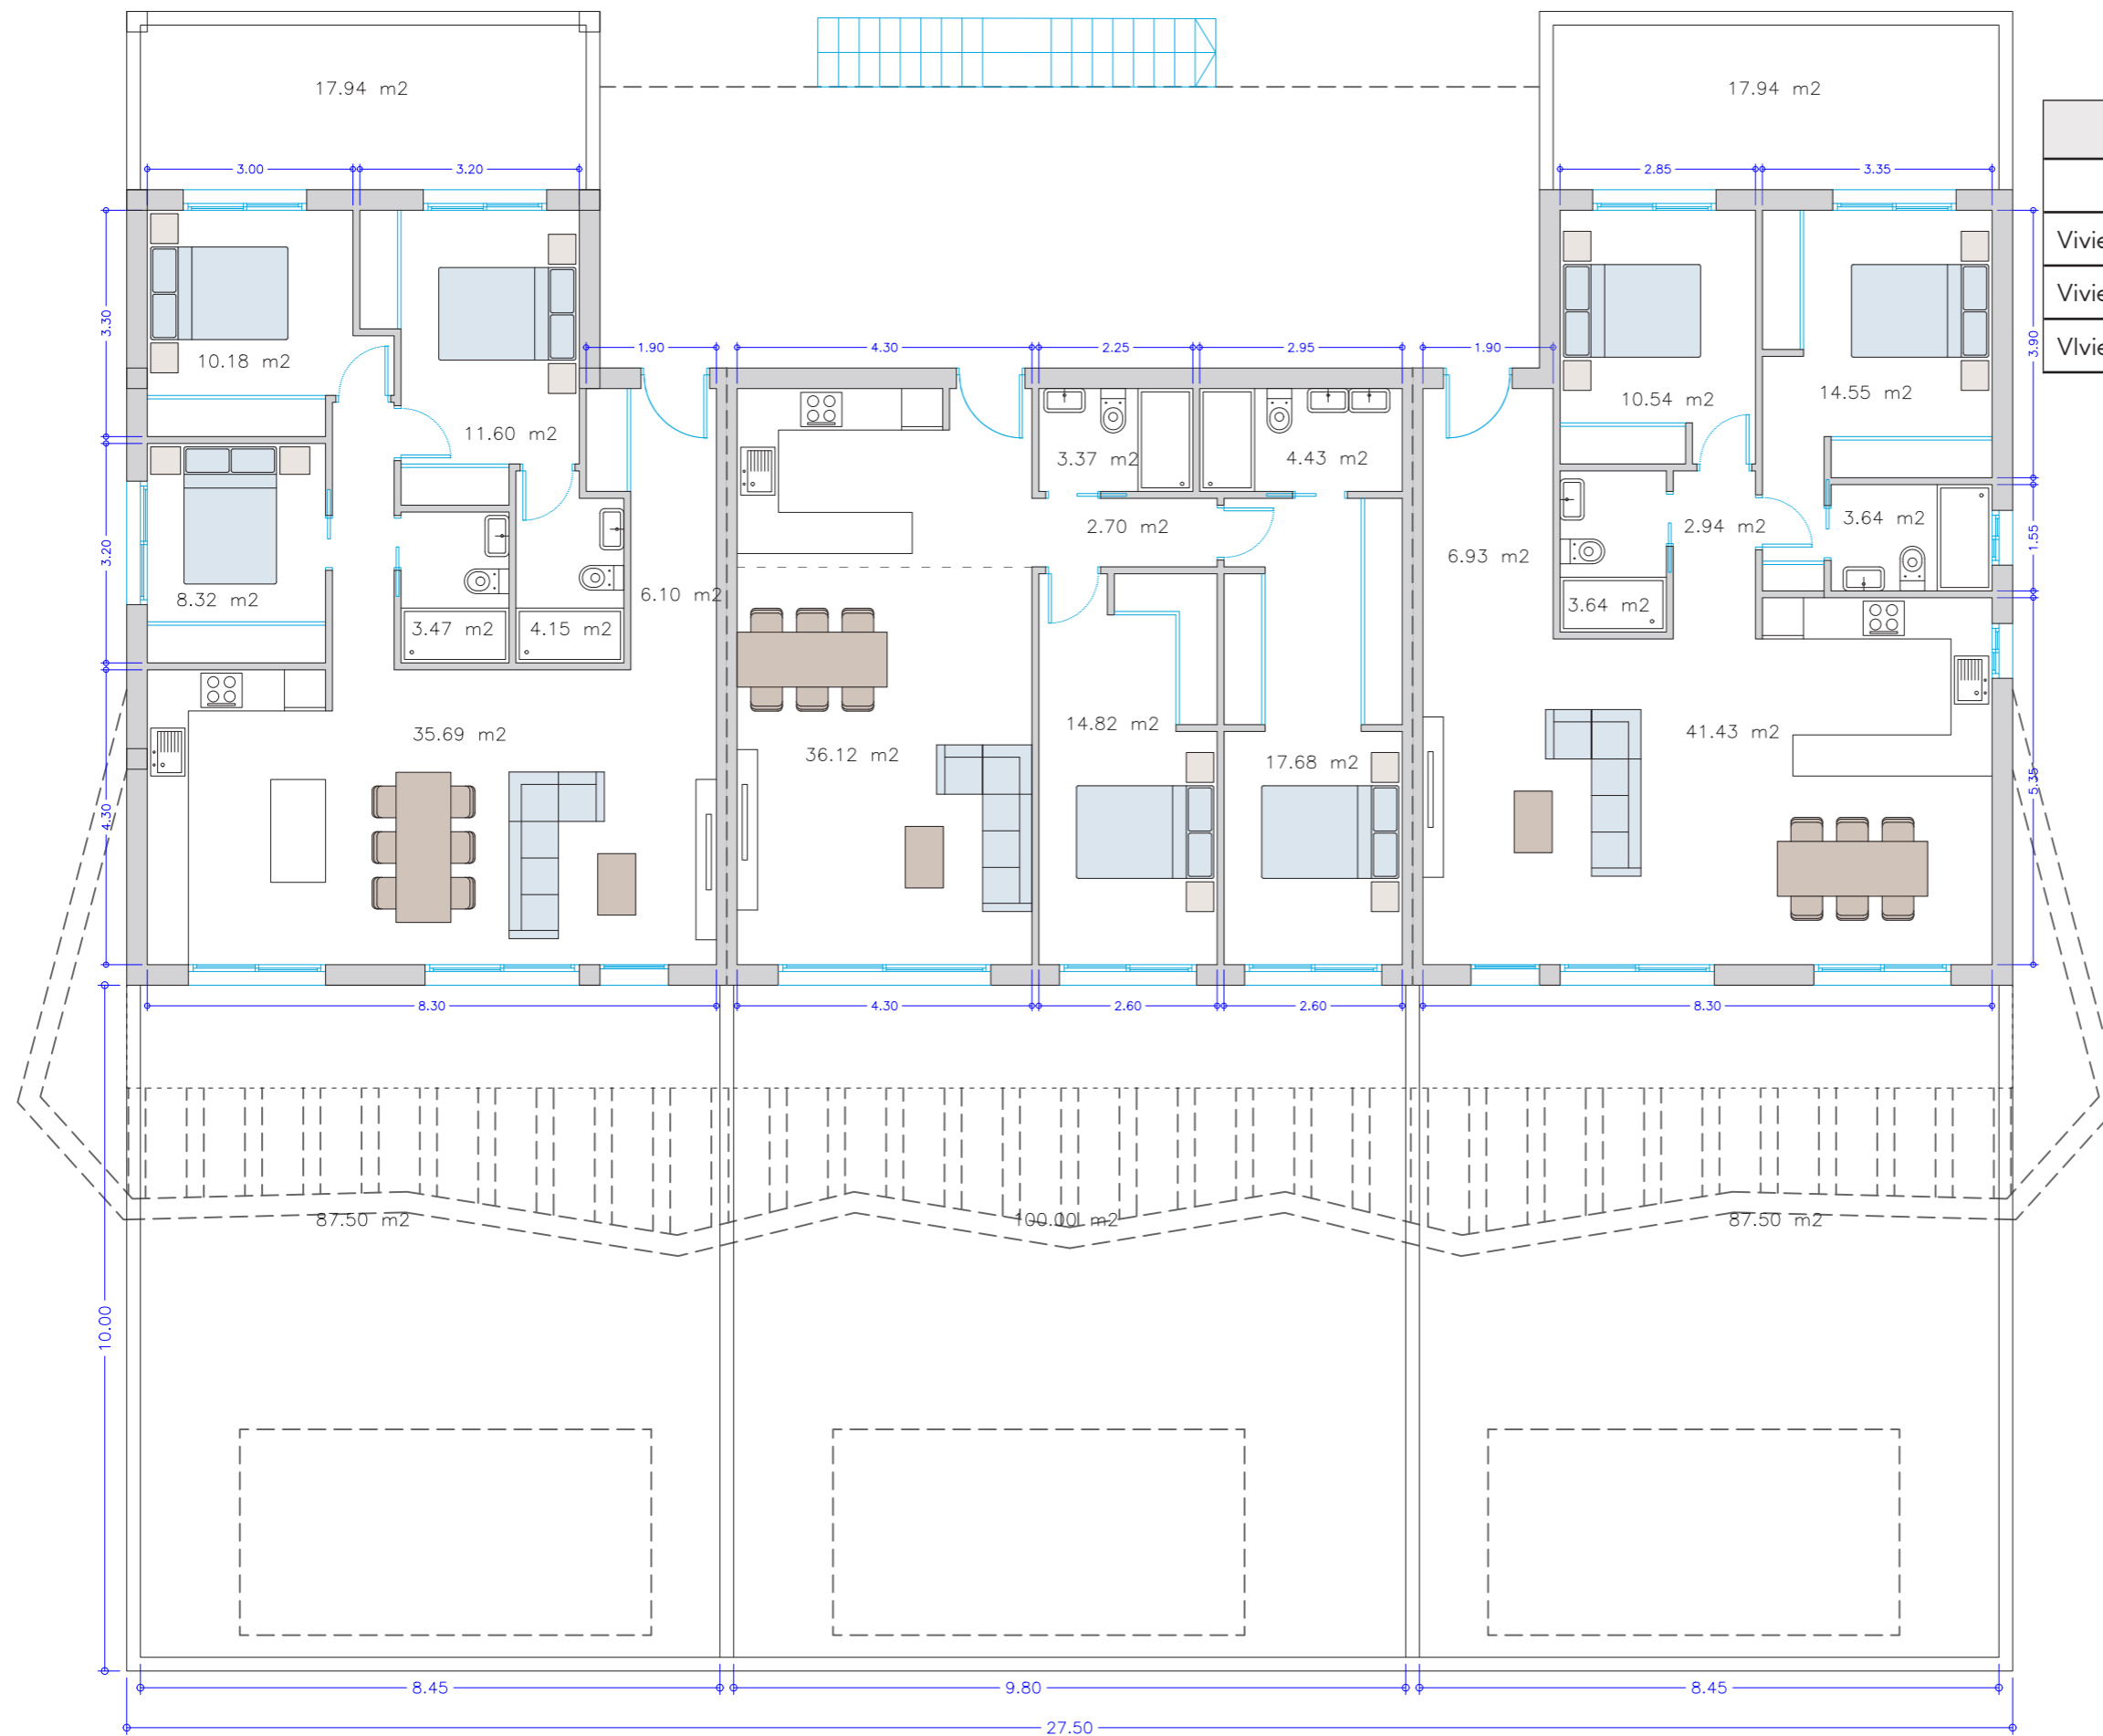 17.94 m2
17.94 m2
3.00
3.20
2.85
3.35
Vivie
Vivie
VIvie
3.30
10.18 m2
1.90
4.30
2.25
2.95
1.90
3.90
10.54 m2
14.55 m2
11.60 m2
3.37 m2
4.43 m2
3.20
2.70 m2
6.93 m2
2.94 m2
3.64 m2
1.55
8.32 m2
6.10 m2
3.47 m2
4.15 m2
3.64 m2
35.69 m2
36.12 m2
14.82 m2
17.68 m2
41.43 m2
4.30
5.35
8.30
4.30
2.60
2.60
8.30
87.50 m2
100.00 m2
87.50 m2
10.00
8.45
9.80
8.45
27.50